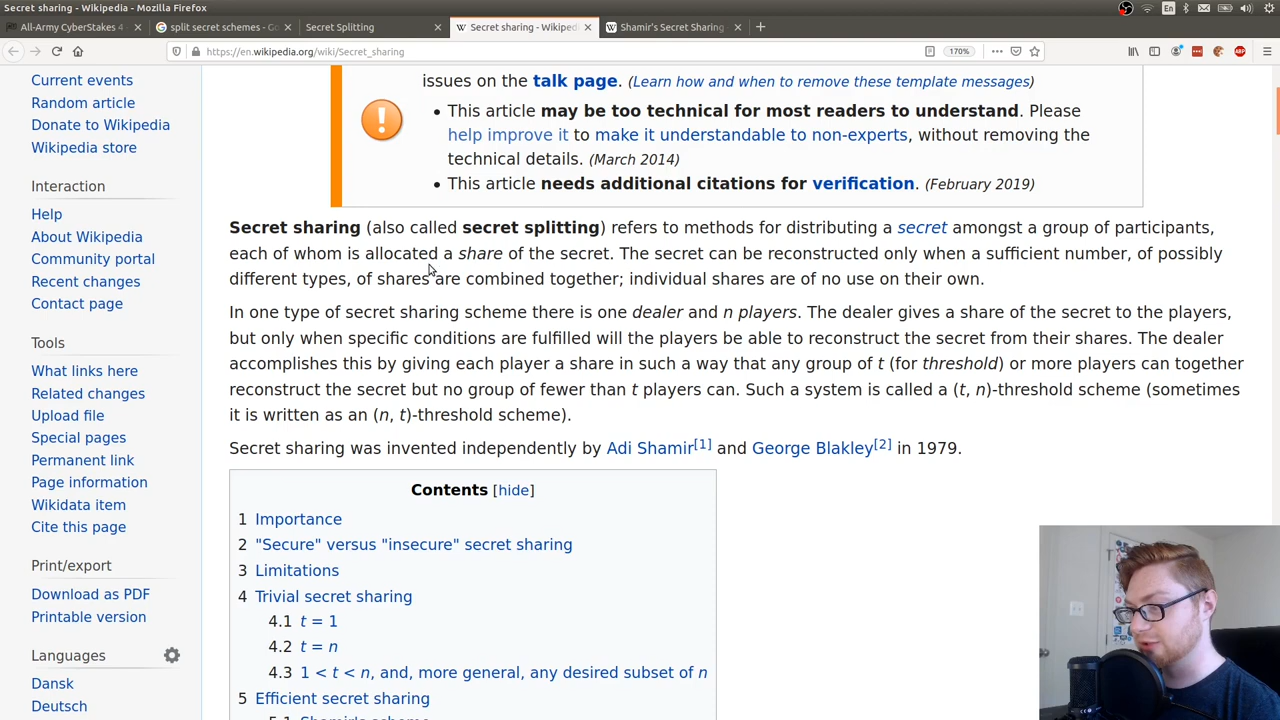 Secret sharing - Wikipedia - Mozilla Firefox
En
All-Army CyberStakes 4
split secret schemes - Go
Secret Splitting
Secret sharing - Wikiped
Shamir's Secret Sharing
https://en.wikipedia.org/wiki/Secret_sharing
170%
Current events
Random article
Donate to Wikipedia
Wikipedia store
Interaction
Help
About Wikipedia
Community portal
Recent changes
Contact page
Tools
What links here
Related changes
Upload file
Special pages
Permanent link
Page information
Wikidata item
Cite this page
Print/export
Download as PDF
Printable version
Languages
Dansk
Deutsch
issues on the talk page. (Learn how and when to remove these template messages)
• This article may be too technical for most readers to understand. Please
help improve it to make it understandable to non-experts, without removing the
technical details. (March 2014)
• This article needs additional citations for verification. (February 2019)
Secret sharing (also called secret splitting) refers to methods for distributing a secret amongst a group of participants,
each of whom is allocated a share of the secret. The secret can be reconstructed only when a sufficient number, of possibly
different types, of shares are combined together; individual shares are of no use on their own.
In one type of secret sharing scheme there is one dealer and n players. The dealer gives a share of the secret to the players,
but only when specific conditions are fulfilled will the players be able to reconstruct the secret from their shares. The dealer
accomplishes this by giving each player a share in such a way that any group of t (for threshold) or more players can together
reconstruct the secret but no group of fewer than t players can. Such a system is called a (t, n)-threshold scheme (sometimes
it is written as an (n, t)-threshold scheme).
Secret sharing was invented independently by Adi Shamir[1] and George Blakley[2] in 1979.
Contents [hide]
1 Importance
2 "Secure" versus "insecure" secret sharing
3 Limitations
4 Trivial secret sharing
4.1 t = 1
4.2 t = n
4.3 1 < t < n, and, more general, any desired subset of n
5 Efficient secret sharing
5.1 Shamir's scheme